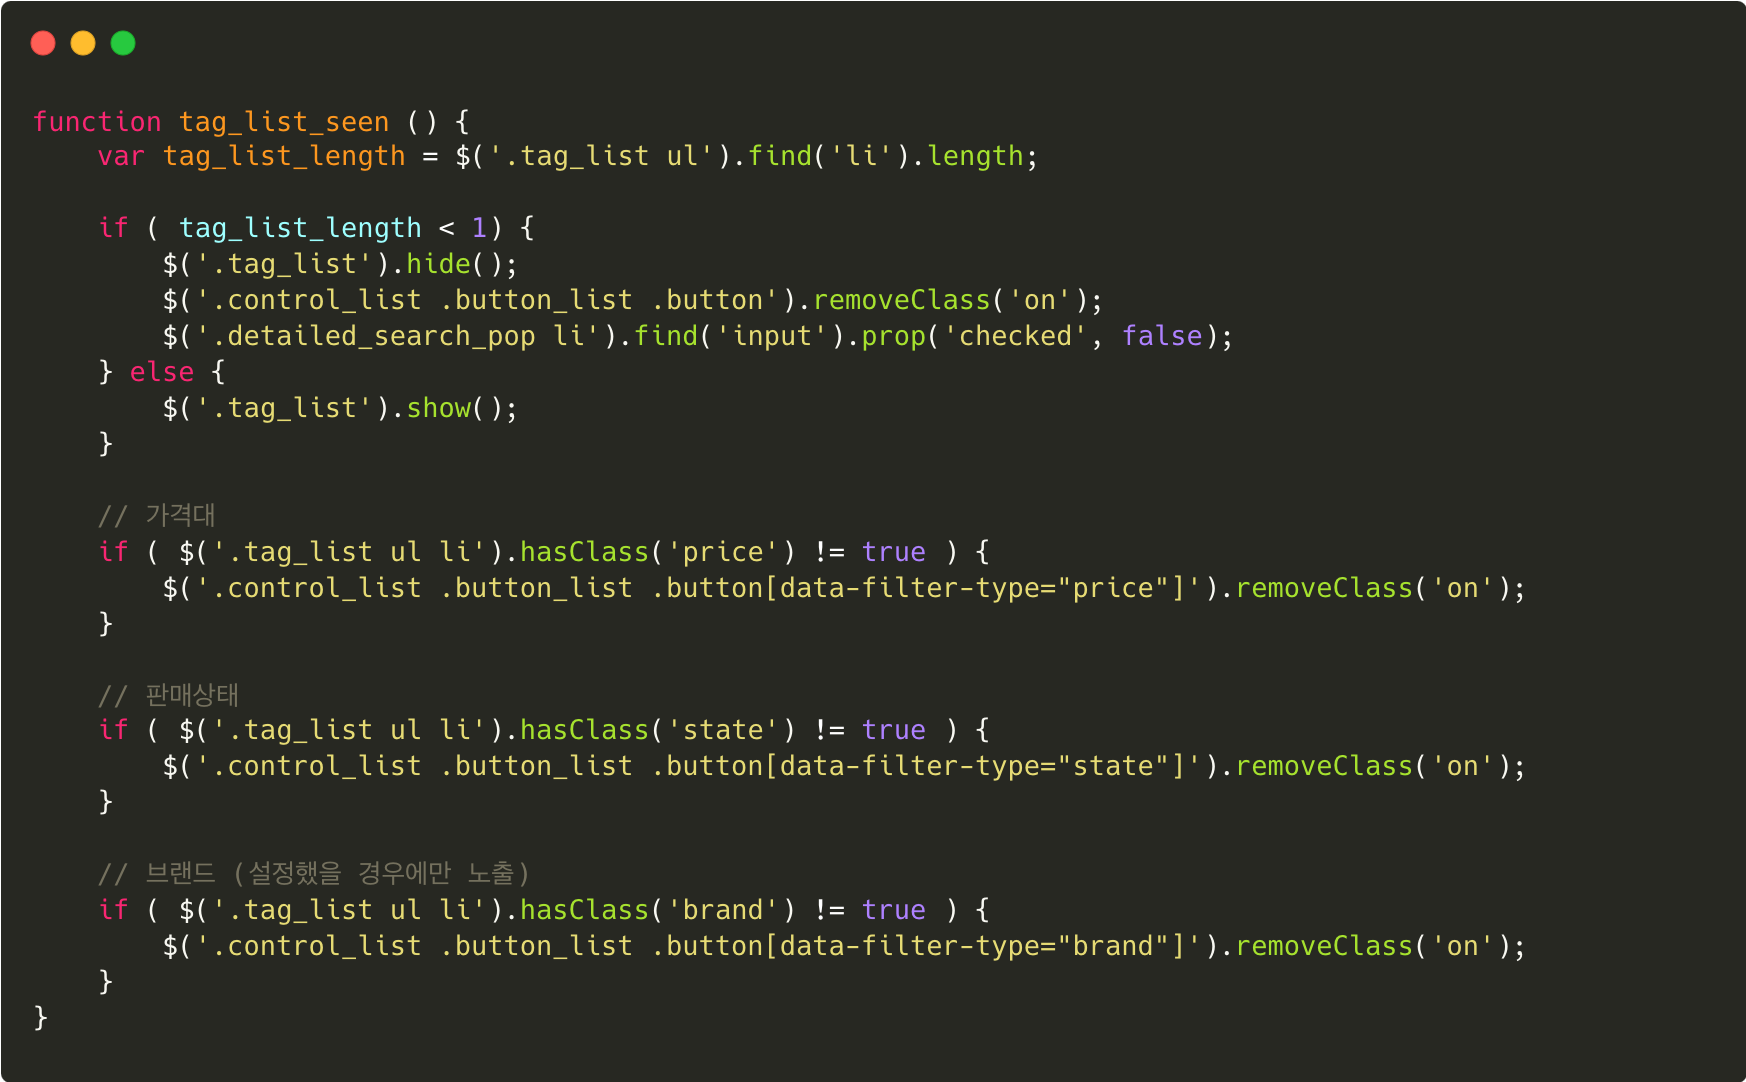 function tag_list_seen () {
    var tag_list_length = $('.tag_list ul').find('li').length;

    if ( tag_list_length < 1) {
        $('.tag_list').hide();
        $('.control_list .button_list .button').removeClass('on');
        $('.detailed_search_pop li').find('input').prop('checked', false);
    } else {
        $('.tag_list').show();
    }

    // 가격대
    if ( $('.tag_list ul li').hasClass('price') != true ) {
        $('.control_list .button_list .button[data-filter-type="price"]').removeClass('on');
    }

    // 판매상태
    if ( $('.tag_list ul li').hasClass('state') != true ) {
        $('.control_list .button_list .button[data-filter-type="state"]').removeClass('on');
    }

    // 브랜드 (설정했을 경우에만 노출)
    if ( $('.tag_list ul li').hasClass('brand') != true ) {
        $('.control_list .button_list .button[data-filter-type="brand"]').removeClass('on');
    }
}